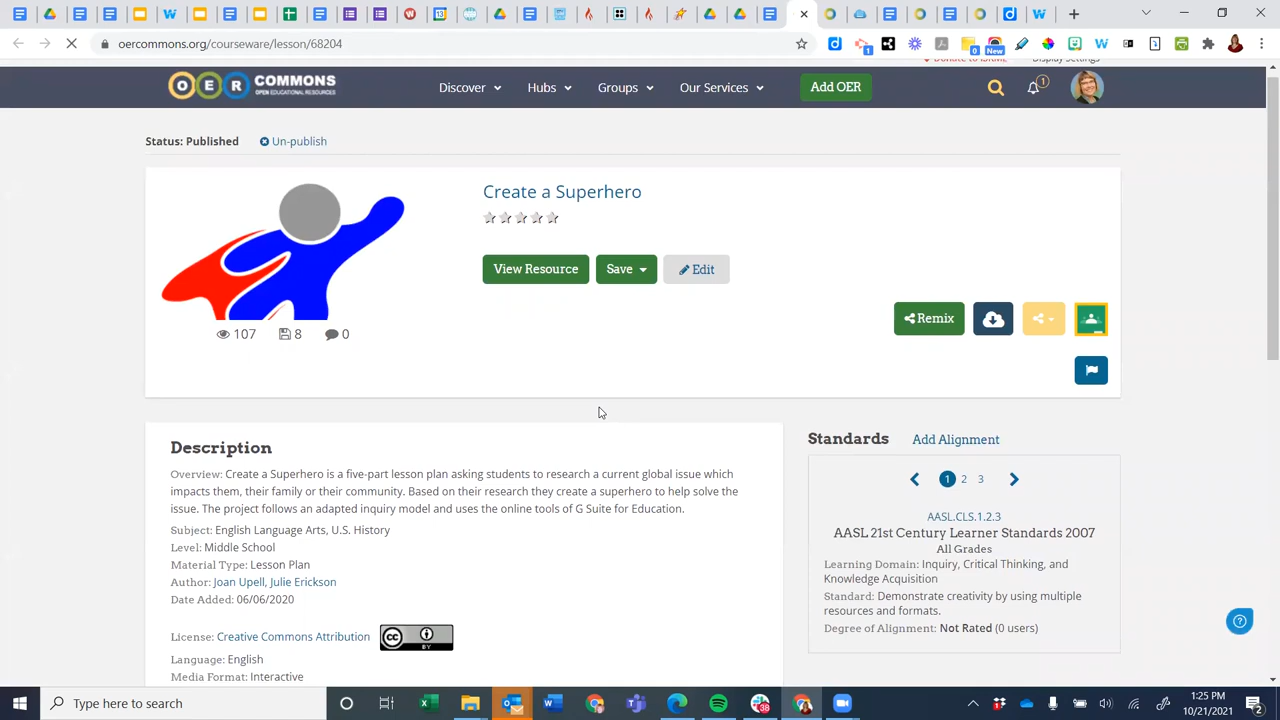 oercommons.org/courseware/lesson/68204
New
OER COMMONS
OPEN EDUCATIONAL RESOURCES
Discover
Hubs
Groups
Our Services
Add OER
1
Status: Published
Un-publish
Create a Superhero
View Resource
Save
Edit
Remix
107
8
0
Description
Overview: Create a Superhero is a five-part lesson plan asking students to research a current global issue which
impacts them, their family or their community. Based on their research they create a superhero to help solve the
issue. The project follows an adapted inquiry model and uses the online tools of G Suite for Education.
Subject: English Language Arts, U.S. History
Level: Middle School
Material Type: Lesson Plan
Author: Joan Upell, Julie Erickson
Date Added: 06/06/2020
License: Creative Commons Attribution
cc BY
Language: English
Media Format: Interactive
Standards Add Alignment
1 2 3
AASL.CLS.1.2.3
AASL 21st Century Learner Standards 2007
All Grades
Learning Domain: Inquiry, Critical Thinking, and
Knowledge Acquisition
Standard: Demonstrate creativity by using multiple
resources and formats.
Degree of Alignment: Not Rated (0 users)
Type here to search
38
1:25 PM
10/21/2021
2